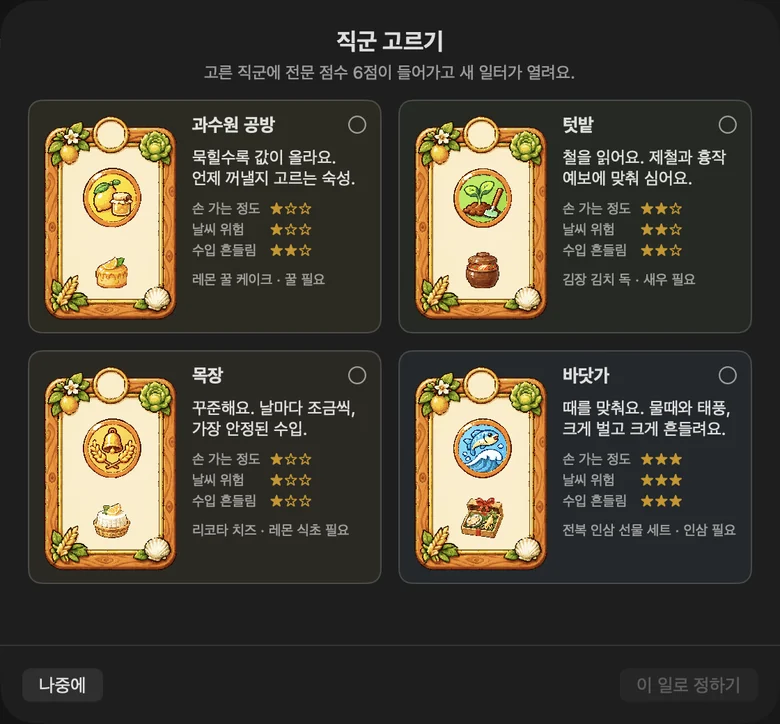 직군 고르기
고른 직군에 전문 점수 6점이 들어가고 새 일터가 열려요.
과수원 공방
묵힐수록 값이 올라요.
언제 꺼낼지 고르는 숙성.
손 가는 정도 ★☆☆
날씨 위험 ★☆☆
수입 흔들림 ★★☆
레몬 꿀 케이크 · 꿀 필요
텃밭
철을 읽어요. 제철과 흉작
예보에 맞춰 심어요.
손 가는 정도 ★★☆
날씨 위험 ★★☆
수입 흔들림 ★★☆
김장 김치 독 · 새우 필요
목장
꾸준해요. 날마다 조금씩,
가장 안정된 수입.
손 가는 정도 ★☆☆
날씨 위험 ★☆☆
수입 흔들림 ★☆☆
리코타 치즈 · 레몬 식초 필요
바닷가
때를 맞춰요. 물때와 태풍,
크게 벌고 크게 흔들려요.
손 가는 정도 ★★★
날씨 위험 ★★★
수입 흔들림 ★★★
전복 인삼 선물 세트 · 인삼 필요
나중에
이 일로 정하기